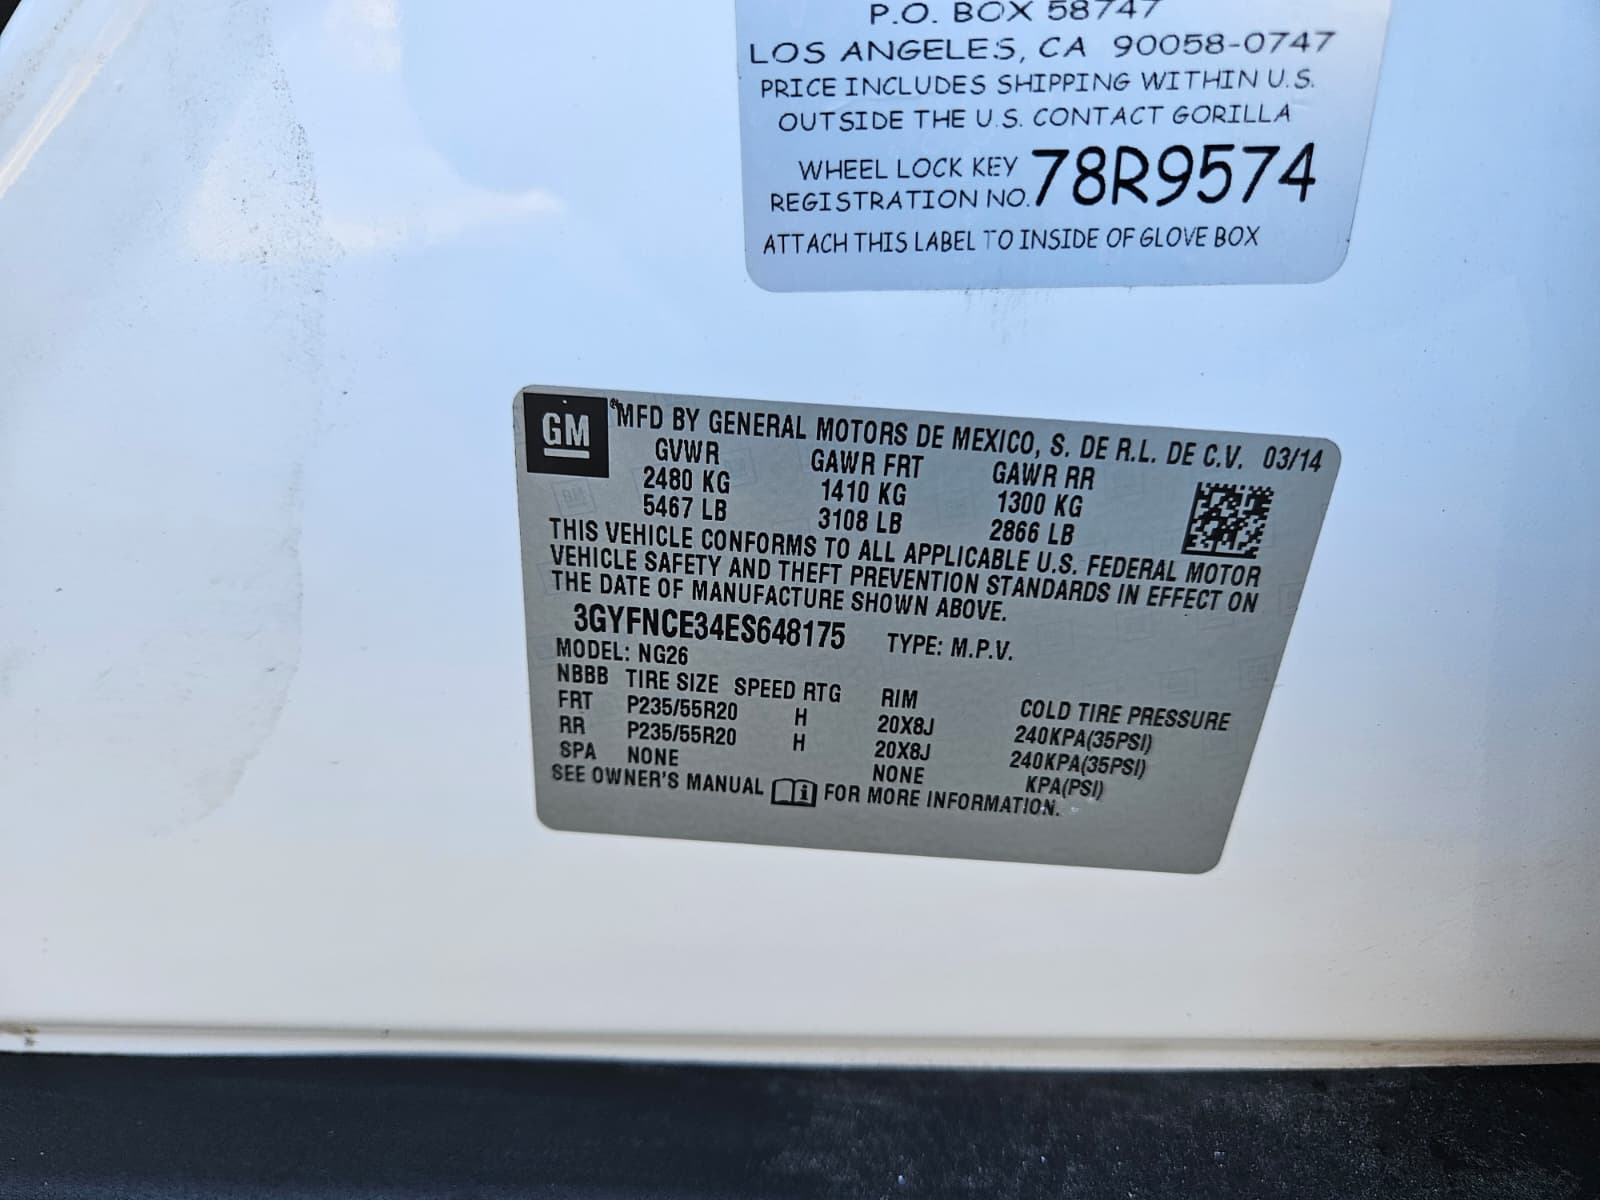 P.O. BOX 58747
LOS ANGELES, CA 90058-0747
PRICE INCLUDES SHIPPING WITHIN U.S.
OUTSIDE THE U.S. CONTACT GORILLA
WHEEL LOCK KEY
REGISTRATION NO. 78R9574
ATTACH THIS LABEL TO INSIDE OF GLOVE BOX
GM MFD BY GENERAL MOTORS DE MEXICO, S. DE R.L. DE C.V. 03/14
GVWR GAWR FRT GAWR RR
2480 KG 1410 KG 1300 KG
5467 LB 3108 LB 2866 LB
THIS VEHICLE CONFORMS TO ALL APPLICABLE U.S. FEDERAL MOTOR
VEHICLE SAFETY AND THEFT PREVENTION STANDARDS IN EFFECT ON
THE DATE OF MANUFACTURE SHOWN ABOVE.
3GYFNCE34ES648175 TYPE: M.P.V.
MODEL: NG26
NBBB TIRE SIZE SPEED RTG RIM COLD TIRE PRESSURE
FRT P235/55R20 H 20X8J 240KPA(35PSI)
RR P235/55R20 H 20X8J 240KPA(35PSI)
SPA NONE NONE KPA(PSI)
SEE OWNER'S MANUAL FOR MORE INFORMATION.